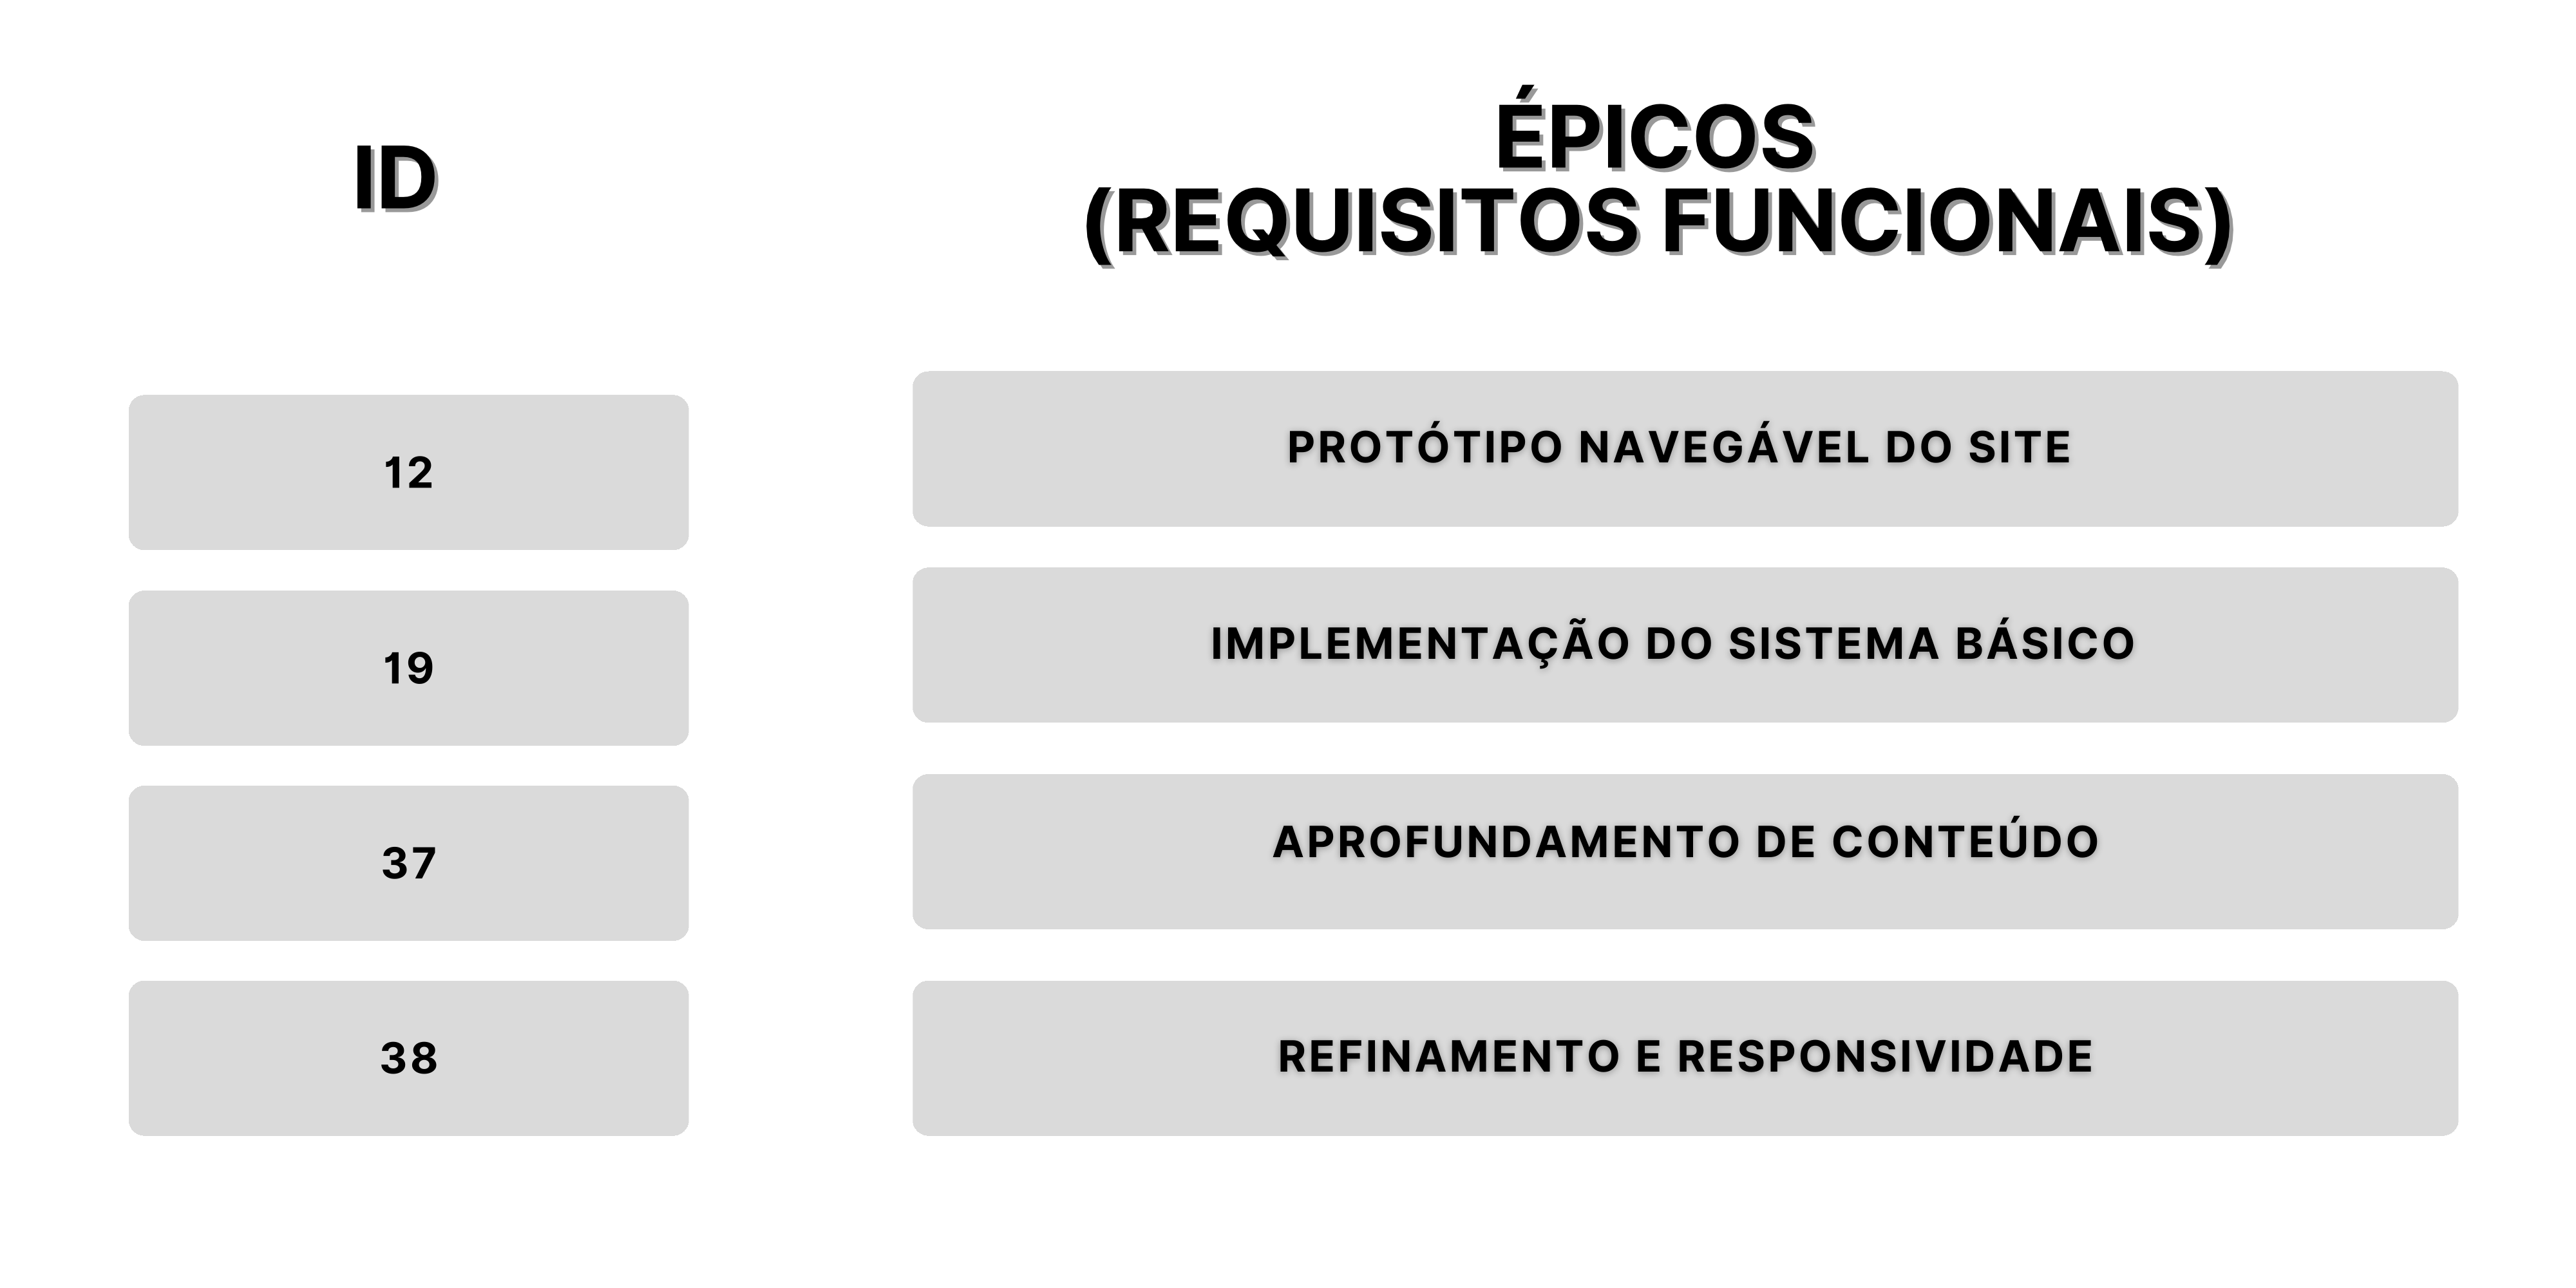 ID
ÉPICOS
(REQUISITOS FUNCIONAIS)
12
PROTÓTIPO NAVEGÁVEL DO SITE
19
IMPLEMENTAÇÃO DO SISTEMA BÁSICO
37
APROFUNDAMENTO DE CONTEÚDO
38
REFINAMENTO E RESPONSIVIDADE